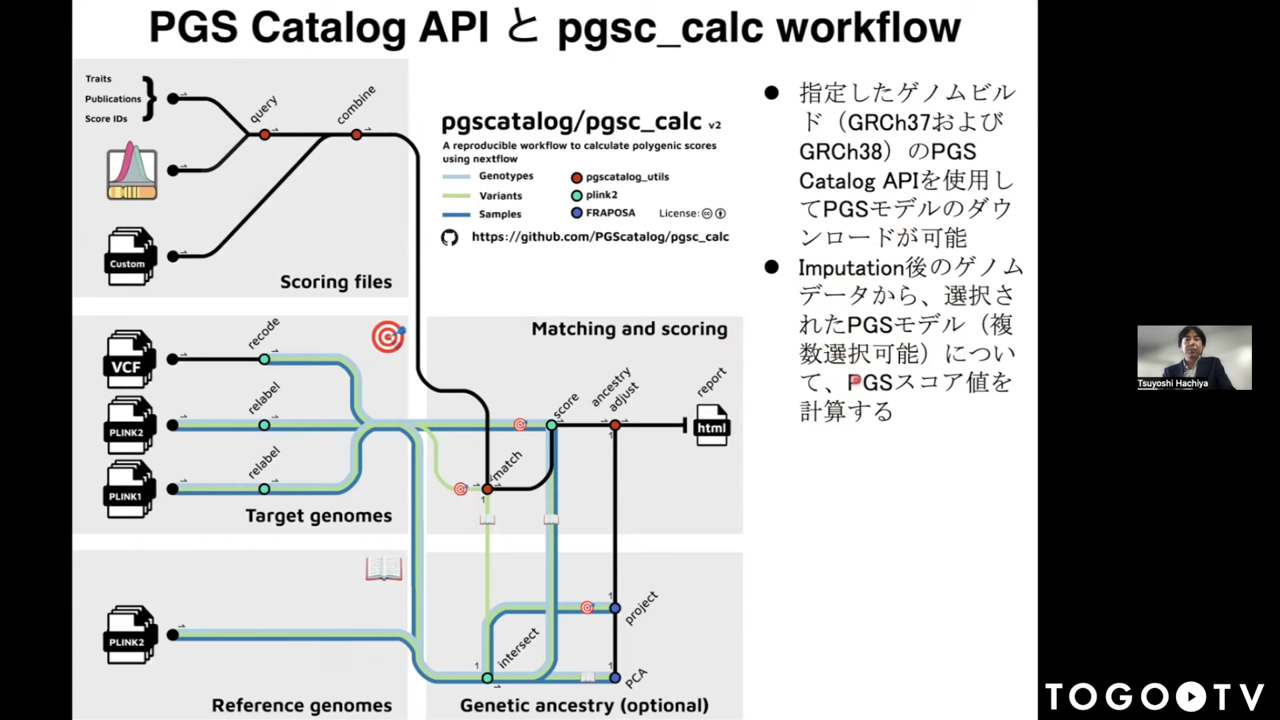 PGS Catalog API と pgsc_calc workflow
Traits
Publications
Score IDs
query
combine
Custom
Scoring files
pgscatalog/pgsc_calc v2
A reproducible workflow to calculate polygenic scores
using nextflow
Genotypes
Variants
Samples
pgscatalog_utils
plink2
FRAPOSA
License:
https://github.com/PGScatalog/pgsc_calc
VCF
recode
PLINK2
relabel
PLINK1
relabel
Target genomes
Matching and scoring
match
score
ancestry
adjust
report
html
PLINK2
Reference genomes
intersect
project
PCA
Genetic ancestry (optional)
● 指定したゲノムビル
ド（GRCh37および
GRCh38）のPGS
Catalog APIを使用し
てPGSモデルのダウ
ンロードが可能
● Imputation後のゲノム
データから、選択さ
れたPGSモデル（複
数選択可能）につい
て、PGSスコア値を
計算する
Tsuyoshi Hachiya
TOGO TV